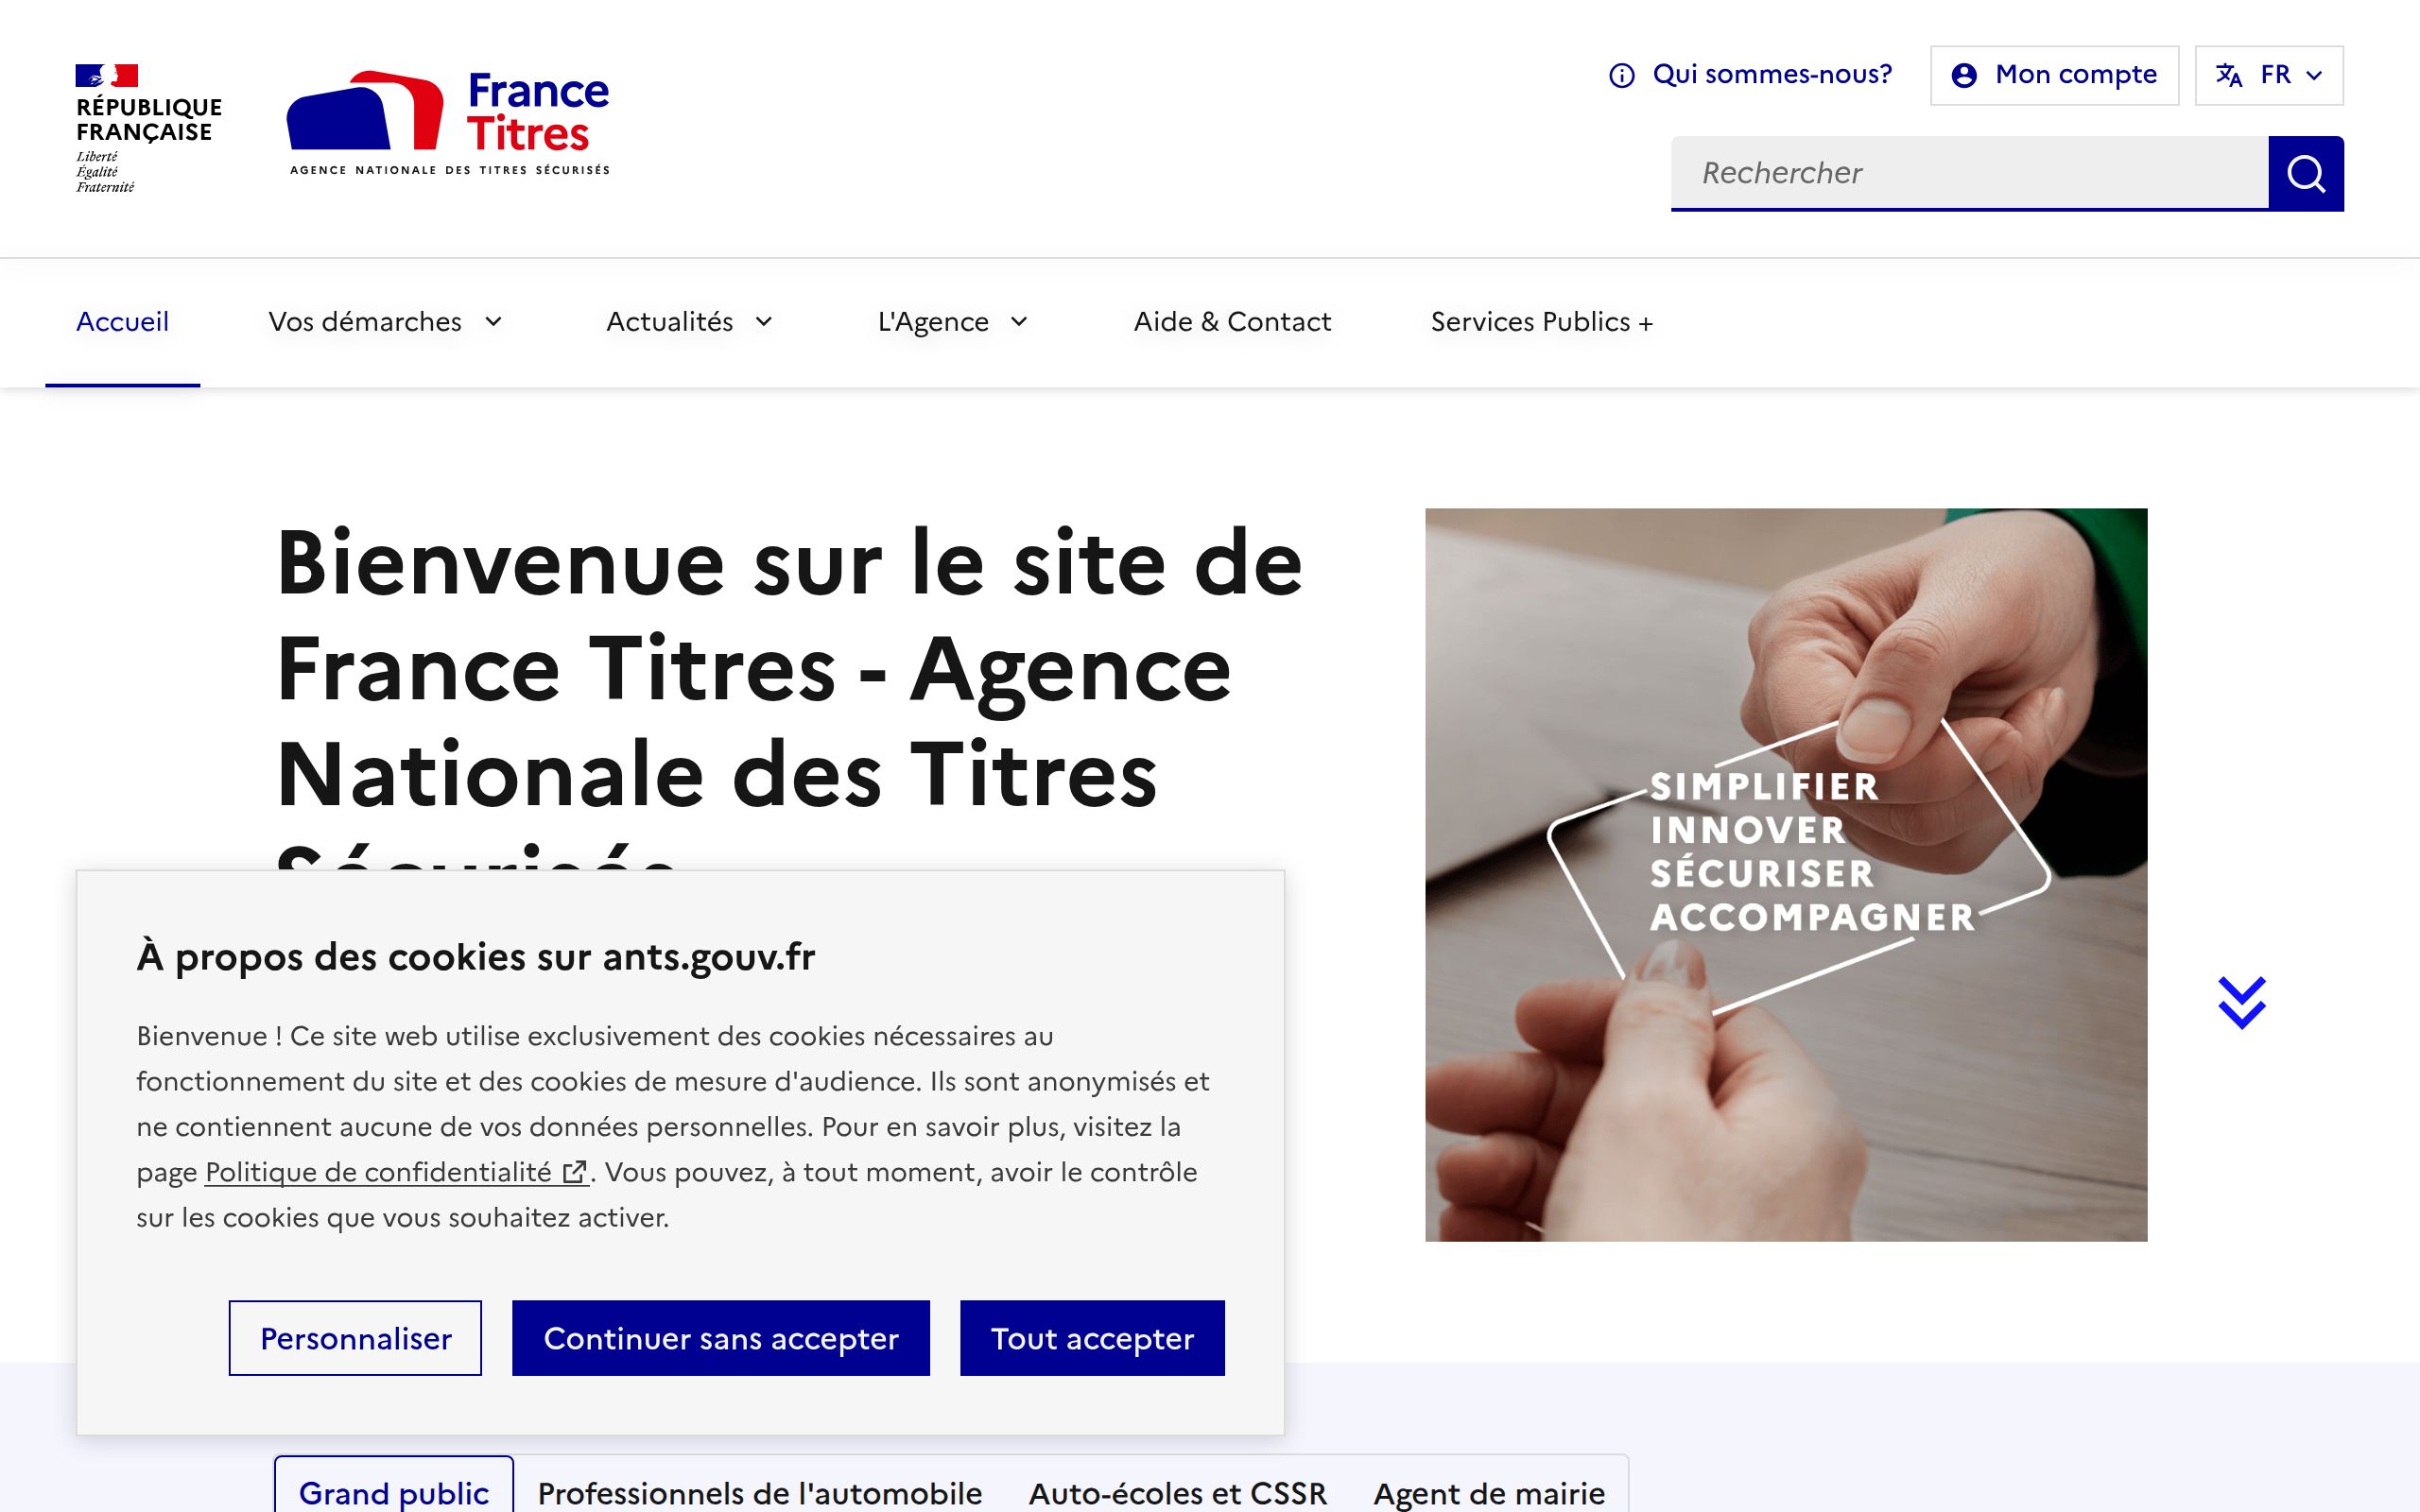 RÉPUBLIQUE
FRANÇAISE
Liberté
Égalité
Fraternité
France
Titres
AGENCE NATIONALE DES TITRES SÉCURISÉS
Qui sommes-nous?
Mon compte
FR
Rechercher
Accueil
Vos démarches
Actualités
L'Agence
Aide & Contact
Services Publics +
Bienvenue sur le site de
France Titres - Agence
Nationale des Titres
Sécurisés
SIMPLIFIER
INNOVER
SÉCURISER
ACCOMPAGNER
À propos des cookies sur ants.gouv.fr
Bienvenue ! Ce site web utilise exclusivement des cookies nécessaires au
fonctionnement du site et des cookies de mesure d'audience. Ils sont anonymisés et
ne contiennent aucune de vos données personnelles. Pour en savoir plus, visitez la
page Politique de confidentialité. Vous pouvez, à tout moment, avoir le contrôle
sur les cookies que vous souhaitez activer.
Personnaliser
Continuer sans accepter
Tout accepter
Grand public
Professionnels de l'automobile
Auto-écoles et CSSR
Agent de mairie